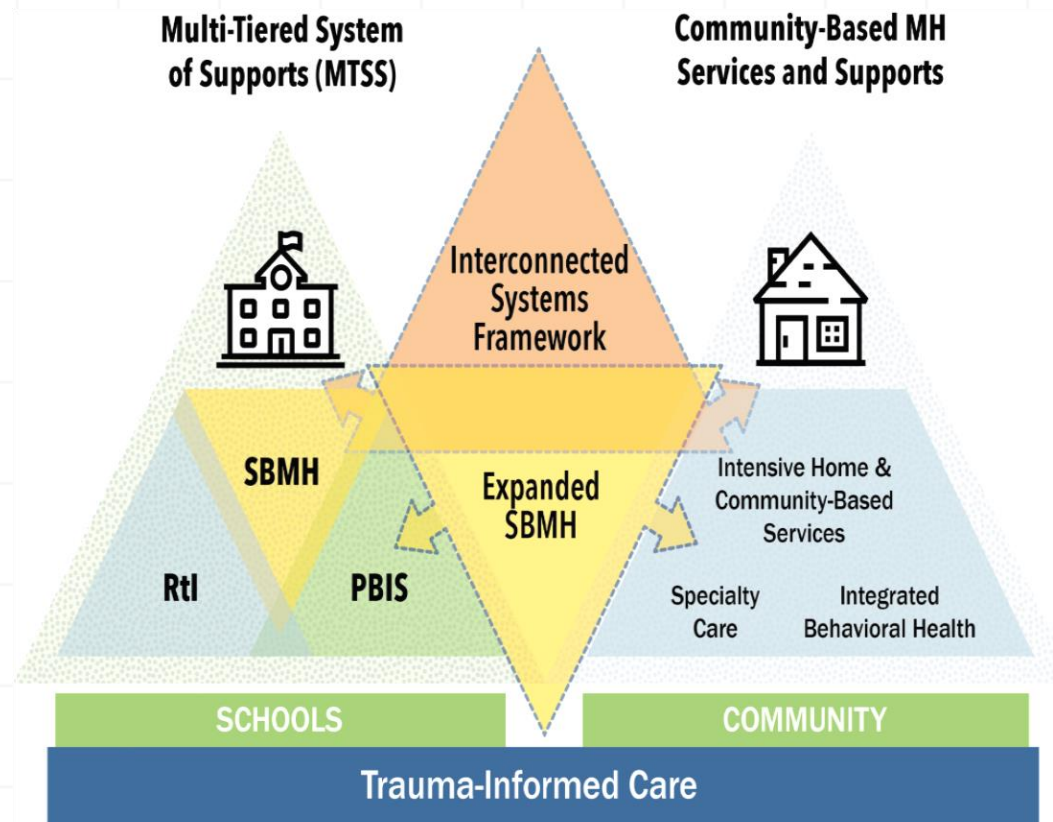 Multi-Tiered System
of Supports (MTSS)
Community-Based MH
Services and Supports
Interconnected
Systems
Framework
SBMH
Expanded
SBMH
RtI
PBIS
Intensive Home &
Community-Based
Services
Specialty
Care
Integrated
Behavioral Health
SCHOOLS
COMMUNITY
Trauma-Informed Care